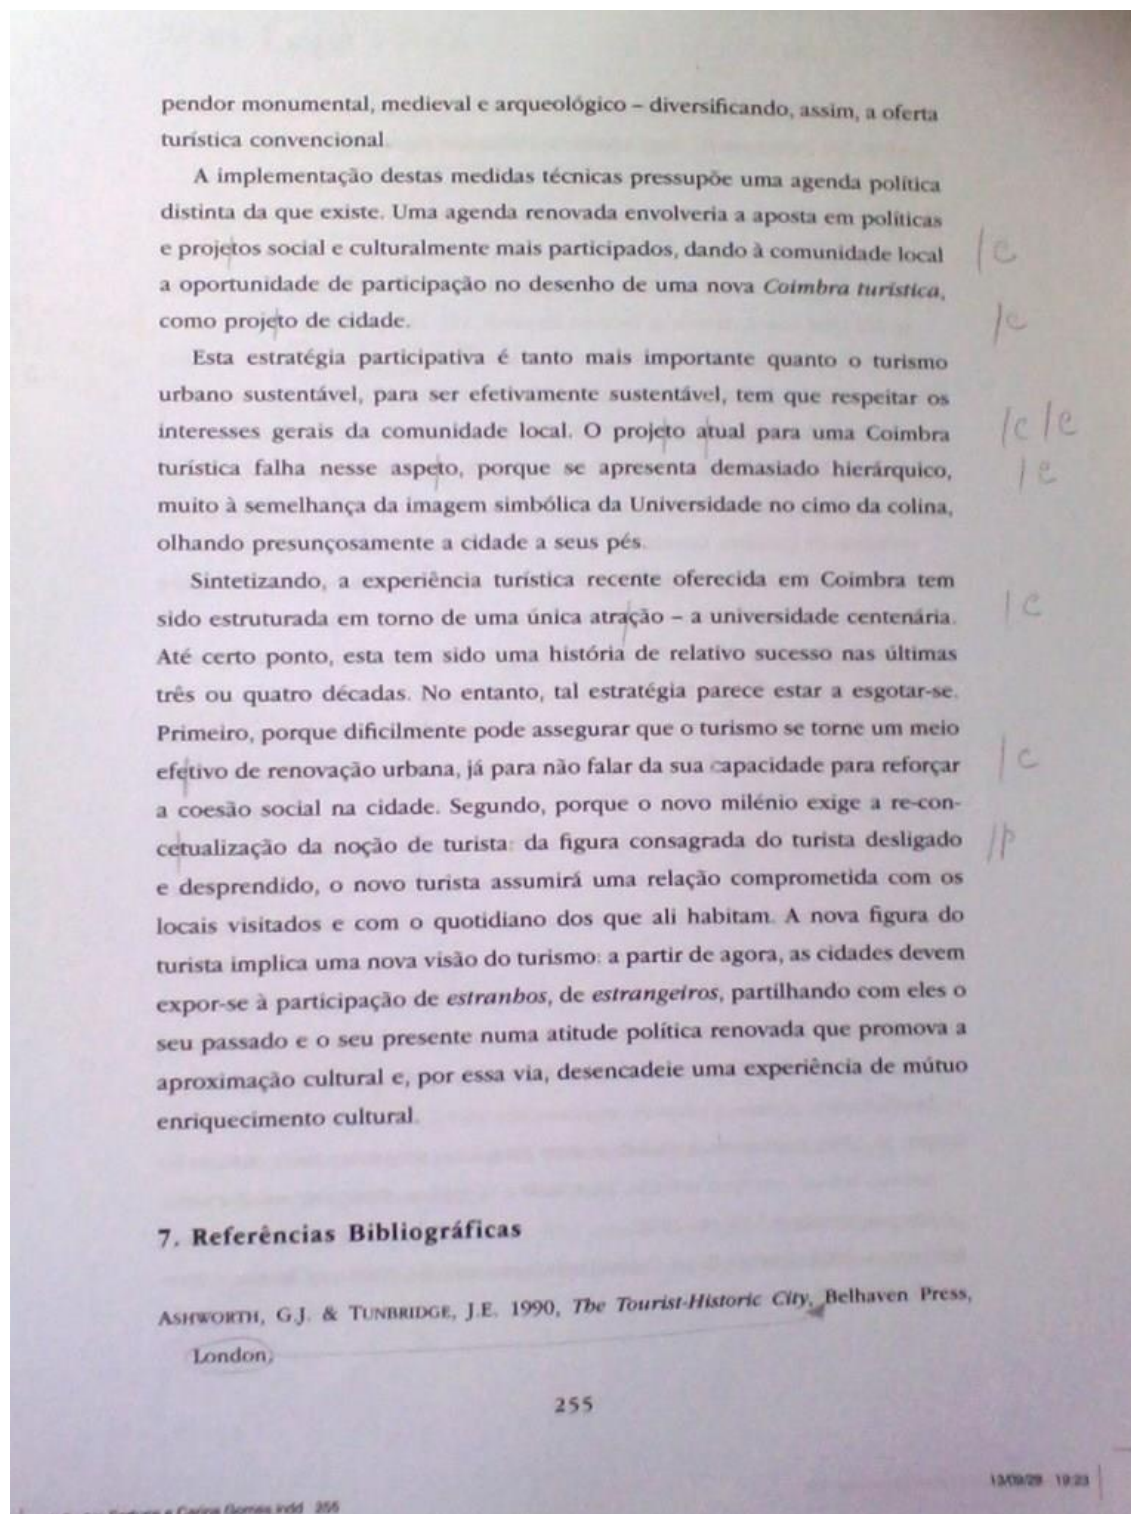 pendor monumental, medieval e arqueológico – diversificando, assim, a oferta
turística convencional.
A implementação destas medidas técnicas pressupõe uma agenda política
distinta da que existe. Uma agenda renovada envolveria a aposta em políticas
e projetos social e culturalmente mais participados, dando à comunidade local
/c
a oportunidade de participação no desenho de uma nova Coimbra turística,
como projeto de cidade.
/c
Esta estratégia participativa é tanto mais importante quanto o turismo
urbano sustentável, para ser efetivamente sustentável, tem que respeitar os
interesses gerais da comunidade local. O projeto atual para uma Coimbra
/c /c
turística falha nesse aspeto, porque se apresenta demasiado hierárquico,
/c
muito à semelhança da imagem simbólica da Universidade no cimo da colina,
olhando presunçosamente a cidade a seus pés.
Sintetizando, a experiência turística recente oferecida em Coimbra tem
sido estruturada em torno de uma única atração – a universidade centenária.
/c
Até certo ponto, esta tem sido uma história de relativo sucesso nas últimas
três ou quatro décadas. No entanto, tal estratégia parece estar a esgotar-se.
Primeiro, porque dificilmente pode assegurar que o turismo se torne um meio
efetivo de renovação urbana, já para não falar da sua capacidade para reforçar
/c
a coesão social na cidade. Segundo, porque o novo milénio exige a re-con-
cetualização da noção de turista: da figura consagrada do turista desligado
/p
e desprendido, o novo turista assumirá uma relação comprometida com os
locais visitados e com o quotidiano dos que ali habitam. A nova figura do
turista implica uma nova visão do turismo: a partir de agora, as cidades devem
expor-se à participação de estranhos, de estrangeiros, partilhando com eles o
seu passado e o seu presente numa atitude política renovada que promova a
aproximação cultural e, por essa via, desencadeie uma experiência de mútuo
enriquecimento cultural.
7. Referências Bibliográficas
ASHWORTH, G.J. & TUNBRIDGE, J.E. 1990, The Tourist-Historic City, Belhaven Press,
London,
255
13/09/29 19:23
e Carina Gomes.indd 255